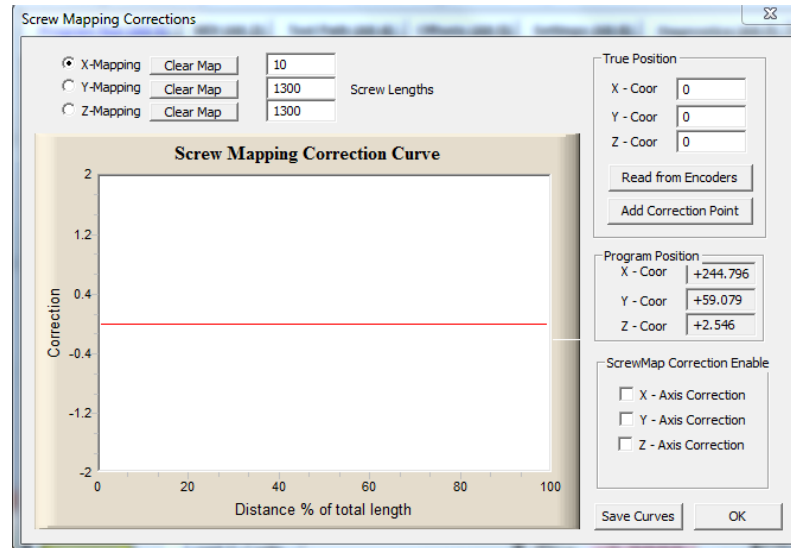 Screw Mapping Corrections
X-Mapping Clear Map 10
Y-Mapping Clear Map 1300 Screw Lengths
Z-Mapping Clear Map 1300
Screw Mapping Correction Curve
2
1.2
0.4
-0.4
-1.2
-2
Correction
0 20 40 60 80 100
Distance % of total length
True Position
X - Coor 0
Y - Coor 0
Z - Coor 0
Read from Encoders
Add Correction Point
Program Position
X - Coor +244.796
Y - Coor +59.079
Z - Coor +2.546
ScrewMap Correction Enable
X - Axis Correction
Y - Axis Correction
Z - Axis Correction
Save Curves OK